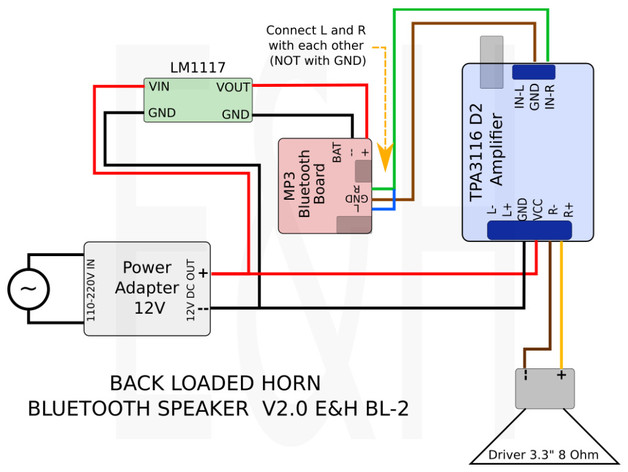 Connect L and R
with each other
(NOT with GND)
LM1117
VIN
VOUT
GND
GND
BAT
--
+
MP3
Bluetooth
Board
R
GND
L
IN-L
GND
IN-R
TPA3116 D2
Amplifier
L-
L+
GND
VCC
R-
R+
~
110-220V IN
Power
Adapter
12V
12V DC OUT
+
--
BACK LOADED HORN
BLUETOOTH SPEAKER V2.0 E&H BL-2
--
+
Driver 3.3" 8 Ohm
E&H